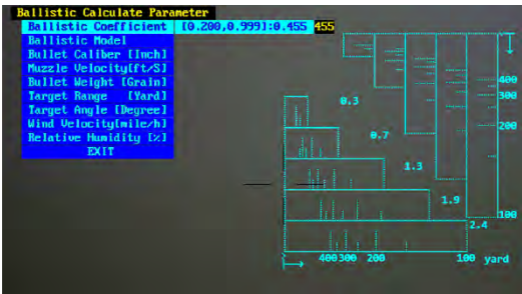 Ballistic Calculate Parameter
Ballistic Coefficient [0.200,0.999]:0.455 455
Ballistic Model
Bullet Caliber [Inch]
Muzzle Velocity[ft/S]
Bullet Weight [Grain]
Target Range [Yard]
Target Angle [Degree]
Wind Velocity[mile/h]
Relative Humidity [%]
EXIT
400
300
200
100
0.3
0.7
1.3
1.9
2.4
400 300 200 100 yard